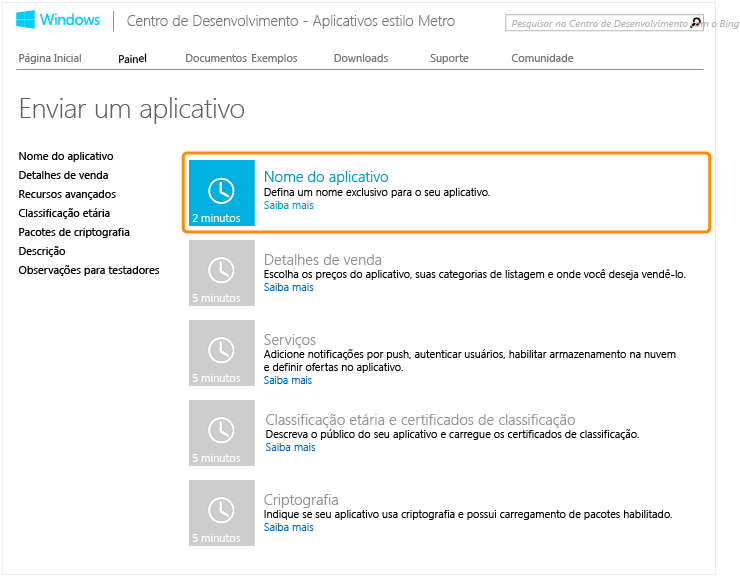 Windows
Centro de Desenvolvimento - Aplicativos estilo Metro
Pesquisar no Centro de Desenvolvimento com o Bing
Página Inicial
Painel
Documentos
Exemplos
Downloads
Suporte
Comunidade
Enviar um aplicativo
Nome do aplicativo
Detalhes de venda
Recursos avançados
Classificação etária
Pacotes de criptografia
Descrição
Observações para testadores
2 minutos
Nome do aplicativo
Defina um nome exclusivo para o seu aplicativo.
Saiba mais
5 minutos
Detalhes de venda
Escolha os preços do aplicativo, suas categorias de listagem e onde você deseja vendê-lo.
Saiba mais
5 minutos
Serviços
Adicione notificações por push, autenticar usuários, habilitar armazenamento na nuvem
e definir ofertas no aplicativo.
Saiba mais
5 minutos
Classificação etária e certificados de classificação
Descreva o público do seu aplicativo e carregue os certificados de classificação.
Saiba mais
5 minutos
Criptografia
Indique se seu aplicativo usa criptografia e possui carregamento de pacotes habilitado.
Saiba mais